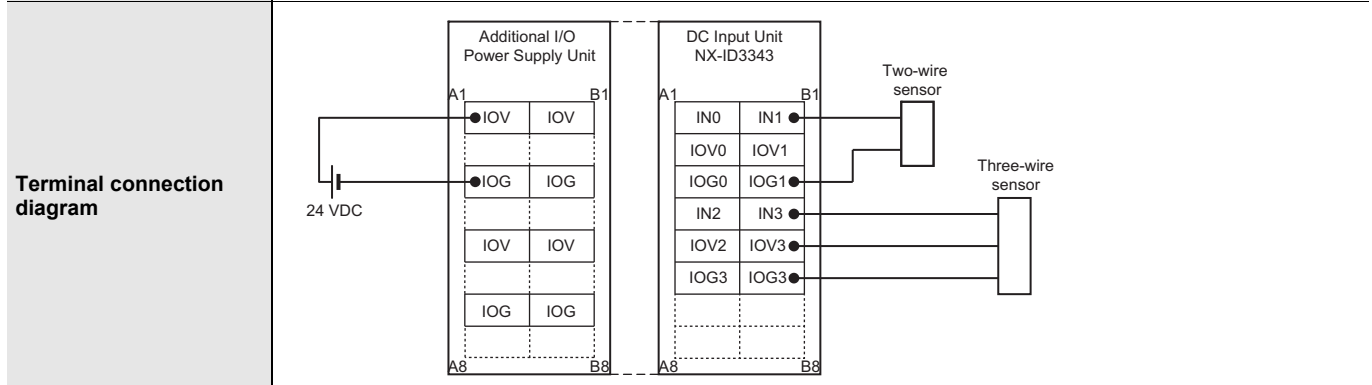 Terminal connection
diagram
24 VDC
Additional I/O
Power Supply Unit
A1 B1
IOV IOV
IOG IOG
IOV IOV
IOG IOG
A8 B8
DC Input Unit
NX-ID3343
A1 B1
IN0 IN1
IOV0 IOV1
IOG0 IOG1
IN2 IN3
IOV2 IOV3
IOG3 IOG3
A8 B8
Two-wire
sensor
Three-wire
sensor